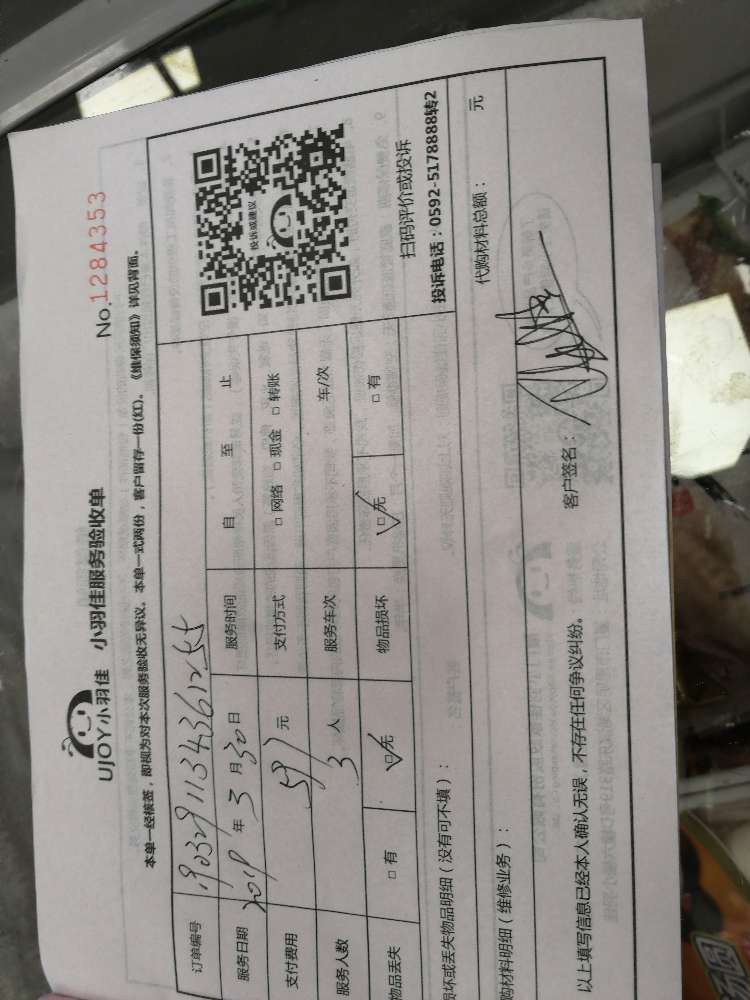 UJOY小羽佳 小羽佳服务验收单
No.1284353
本单一经核签，即视为对本次服务验收无异议。本单一式两份，客户留存一份(红)。《维保须知》详见背面。
订单编号 1903291134361255
服务日期 2019 年 3 月 30 日 服务时间 自 至 止
支付费用 591 元 支付方式 □ 网络 □ 现金 □ 转账
服务人数 3 人 服务车次 车/次
物品丢失 □ 有 ☑无 物品损坏 ☑无 □ 有
投诉或建议
扫码评价或投诉
投诉电话：0592-5178888转2
坏或丢失物品明细（没有可不填）：
购材料明细（维修业务）： 代购材料总额： 元
以上填写信息已经本人确认无误，不存在任何争议纠纷。 客户签名：